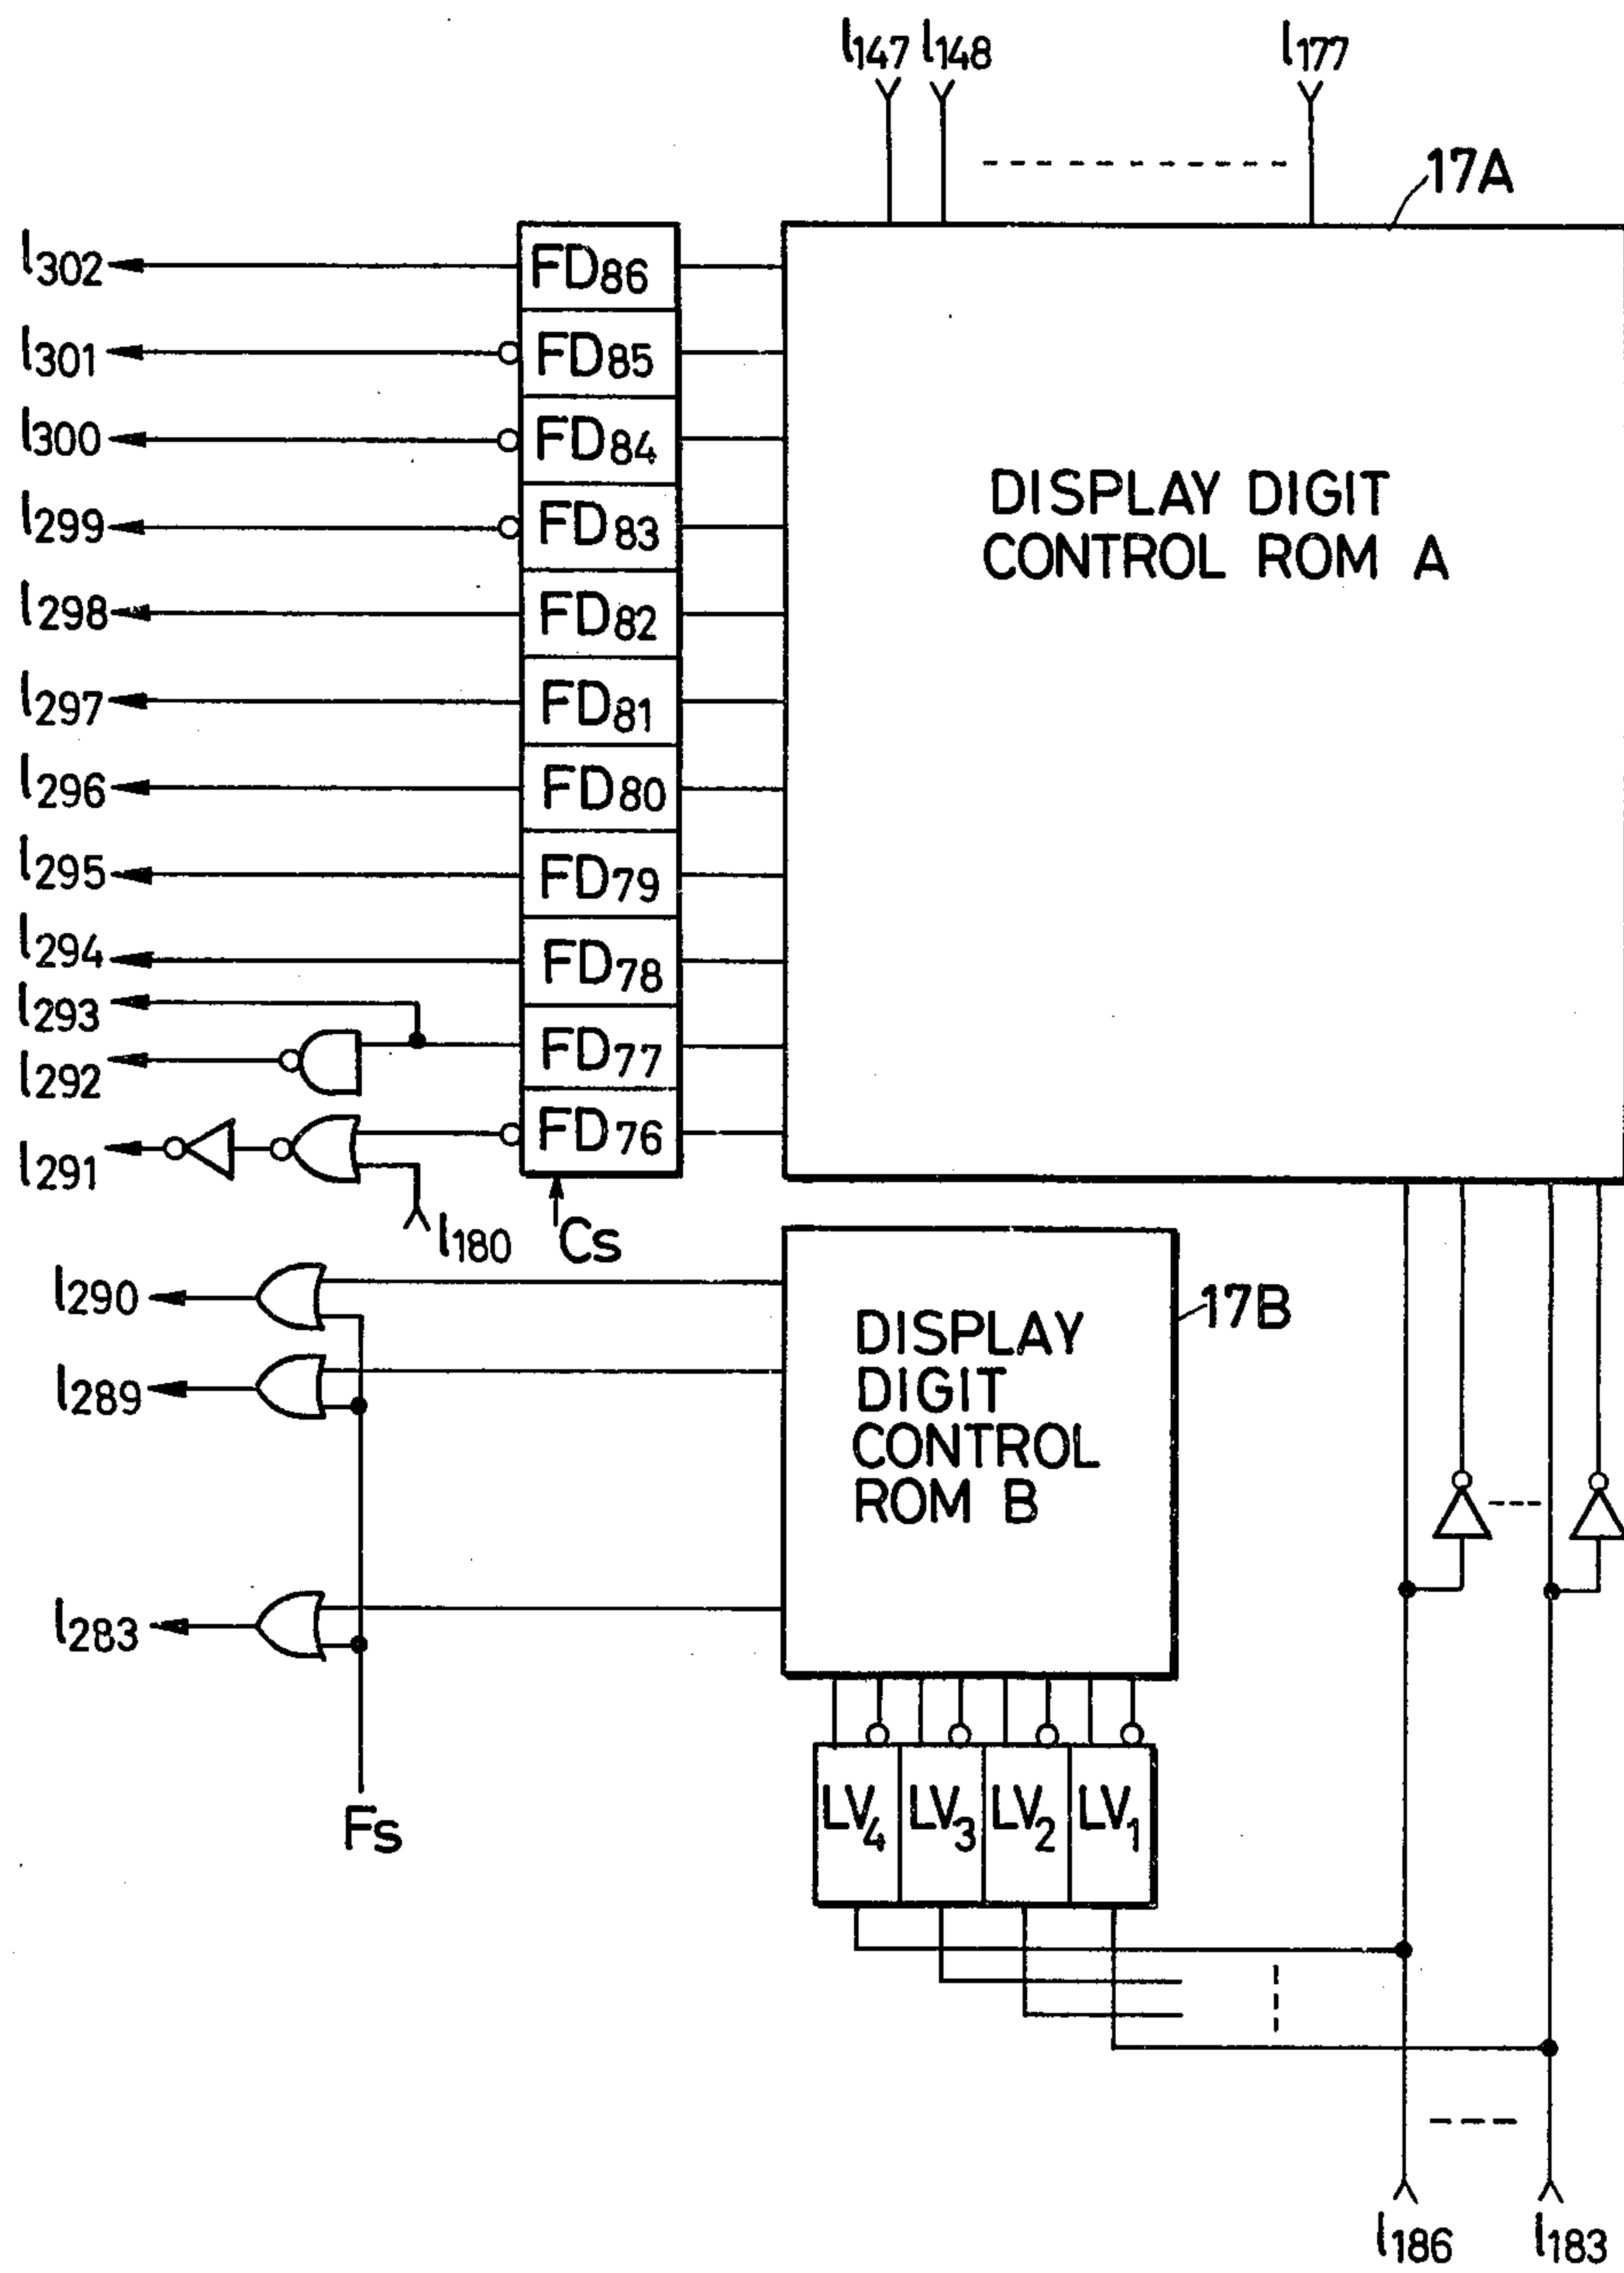 l147 l148 l177
17A
l302 FD86
l301 FD85
l300 FD84
l299 FD83
l298 FD82
l297 FD81
l296 FD80
l295 FD79
l294 FD78
l293
l292 FD77
l291 FD76
l180 Cs
DISPLAY DIGIT
CONTROL ROM A
l290
l289
l283
Fs
17B
DISPLAY
DIGIT
CONTROL
ROM B
LV4 LV3 LV2 LV1
l186 l183